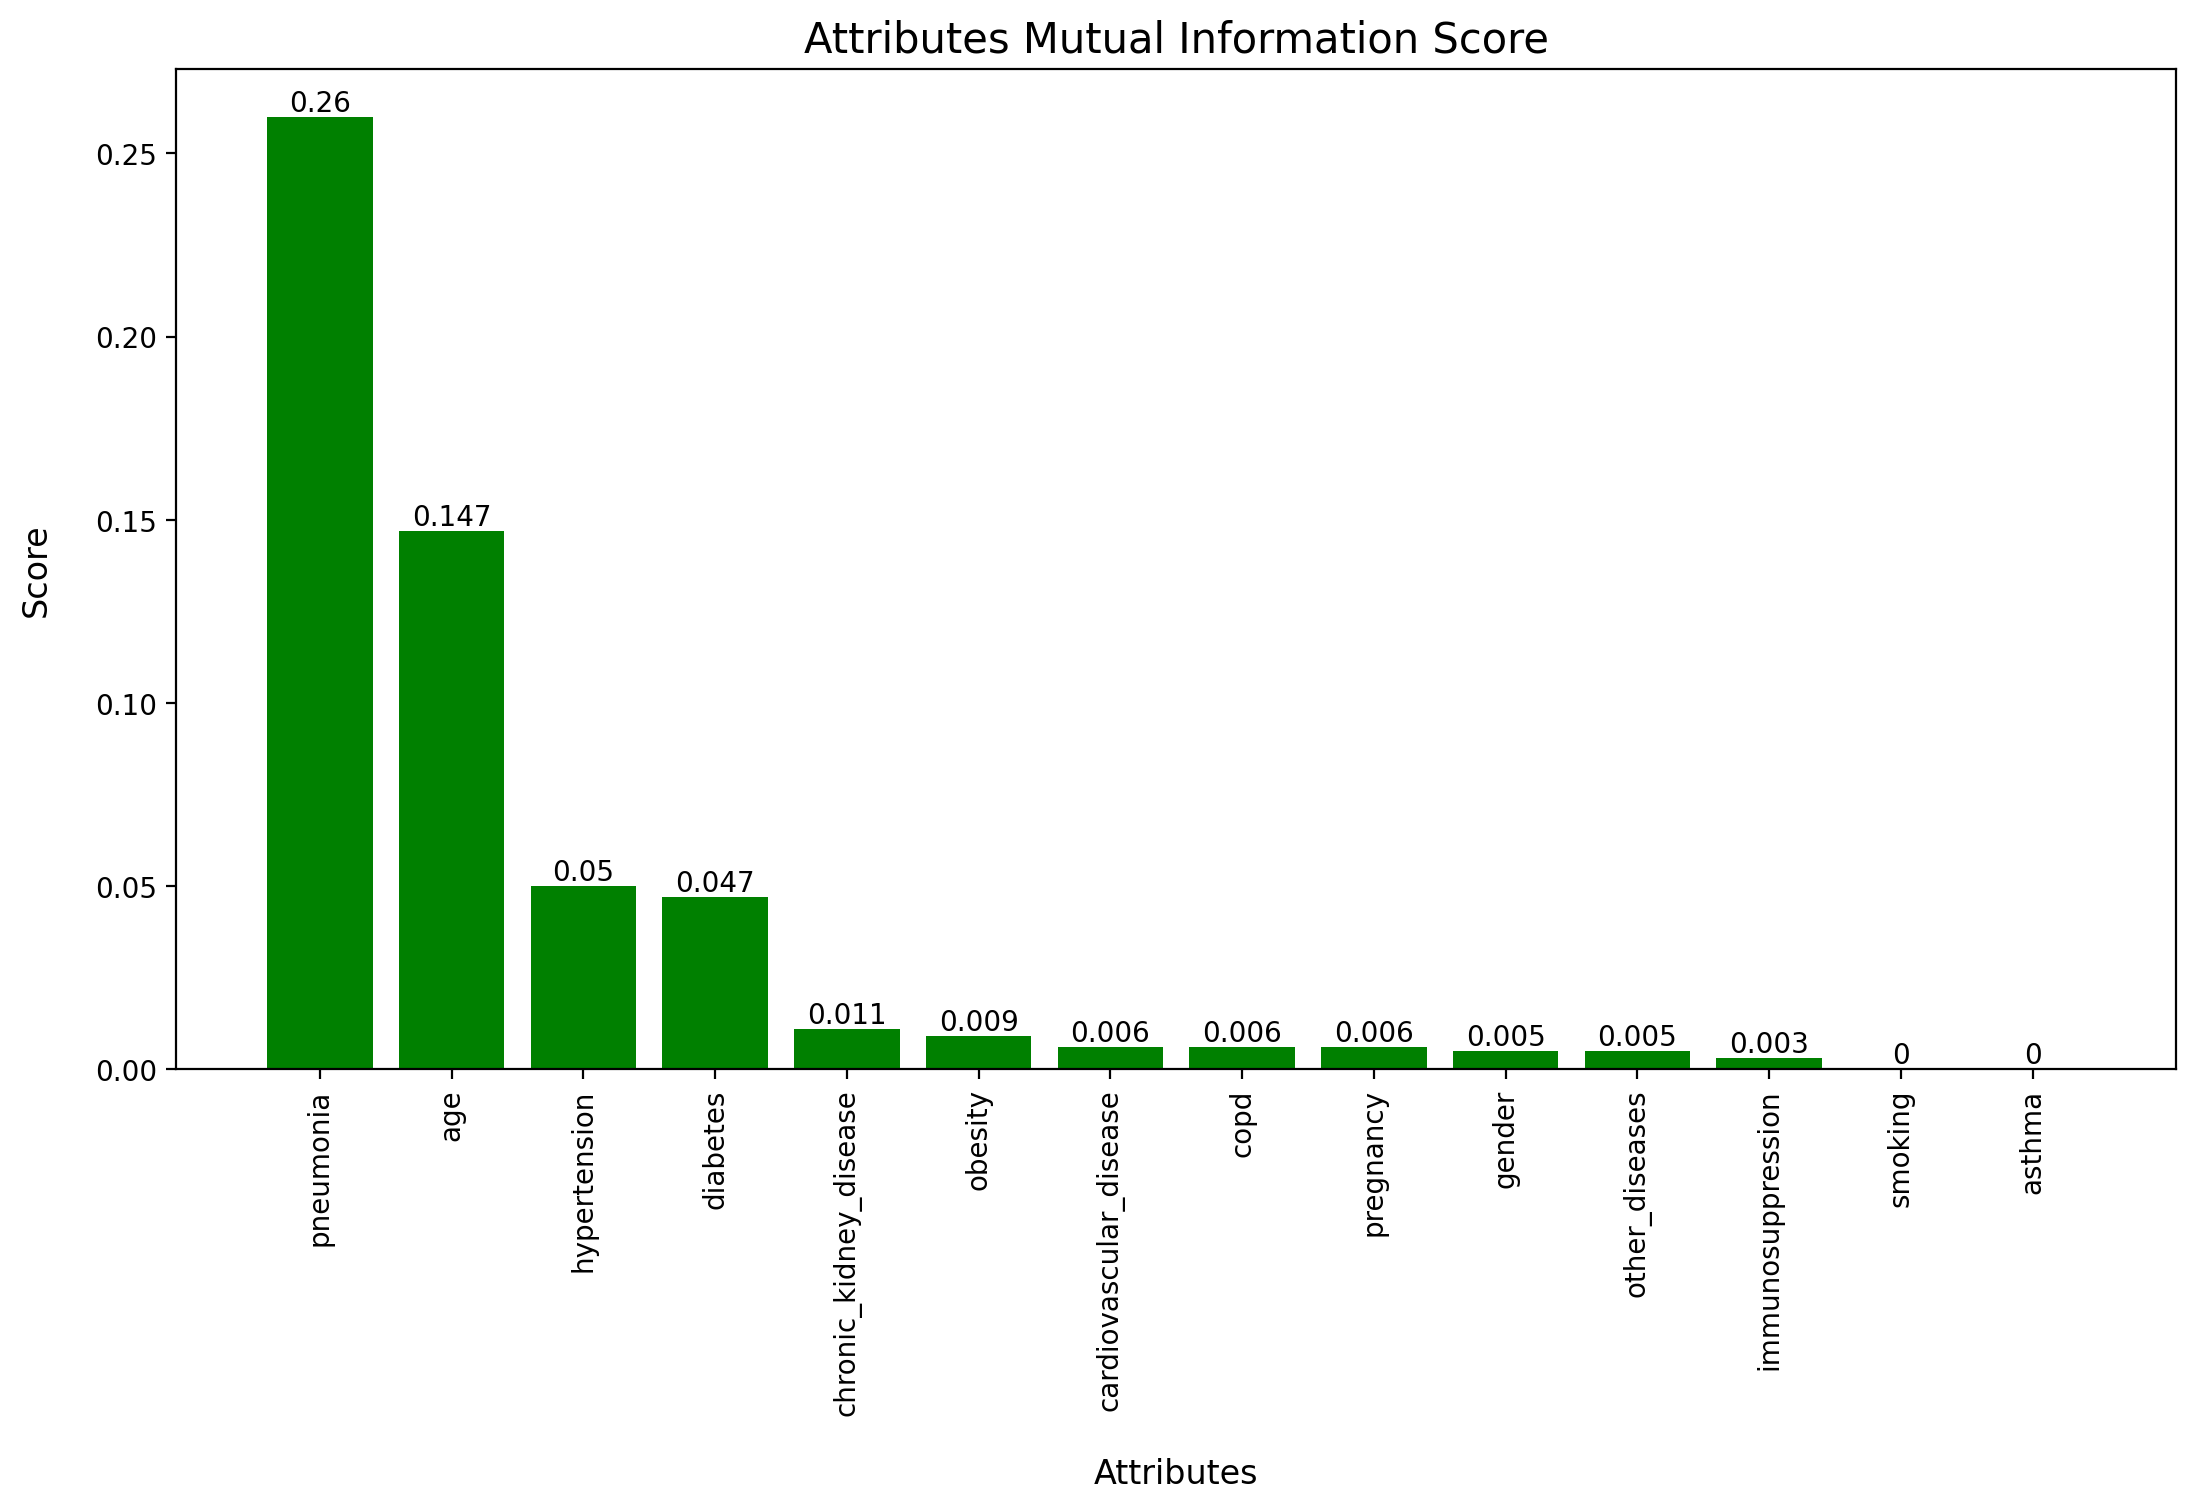 Attributes Mutual Information Score
0.26
0.147
0.05
0.047
0.011
0.009
0.006
0.006
0.006
0.005
0.005
0.003
0
0
0.25
0.20
0.15
0.10
0.05
0.00
Score
pneumonia
age
hypertension
diabetes
chronic_kidney_disease
obesity
cardiovascular_disease
copd
pregnancy
gender
other_diseases
immunosuppression
smoking
asthma
Attributes